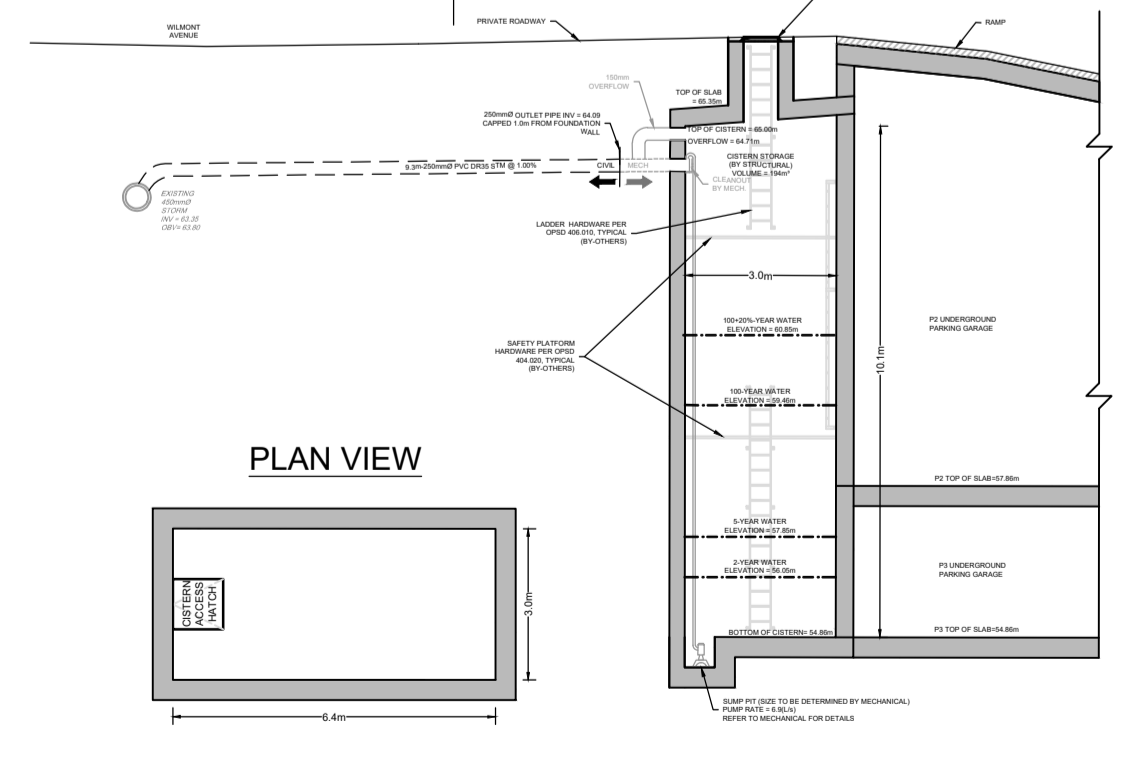 WILMONT
AVENUE
PRIVATE ROADWAY
RAMP
150mm
OVERFLOW
TOP OF SLAB
= 65.35m
250mmØ OUTLET PIPE INV = 64.09
CAPPED 1.0m FROM FOUNDATION
WALL
TOP OF CISTERN = 65.00m
OVERFLOW = 64.71m
CISTERN STORAGE
(BY STRUCTURAL)
VOLUME = 194m³
9.3m-250mmØ PVC DR35 STM @ 1.00%
CIVIL
MECH
CLEANOUT
BY MECH.
EXISTING
450mmØ
STORM
INV = 63.35
OBV= 63.80
LADDER HARDWARE PER
OPSD 406.010, TYPICAL
(BY-OTHERS)
3.0m
100+20%-YEAR WATER
ELEVATION = 60.85m
P2 UNDERGROUND
PARKING GARAGE
SAFETY PLATFORM
HARDWARE PER OPSD
404.020, TYPICAL
(BY-OTHERS)
10.1m
100-YEAR WATER
ELEVATION = 59.46m
PLAN VIEW
P2 TOP OF SLAB=57.86m
5-YEAR WATER
ELEVATION = 57.85m
2-YEAR WATER
ELEVATION = 56.05m
P3 UNDERGROUND
PARKING GARAGE
CISTERN
ACCESS
HATCH
3.0m
BOTTOM OF CISTERN= 54.86m
P3 TOP OF SLAB=54.86m
6.4m
SUMP PIT (SIZE TO BE DETERMINED BY MECHANICAL)
PUMP RATE = 6.9(L/s)
REFER TO MECHANICAL FOR DETAILS